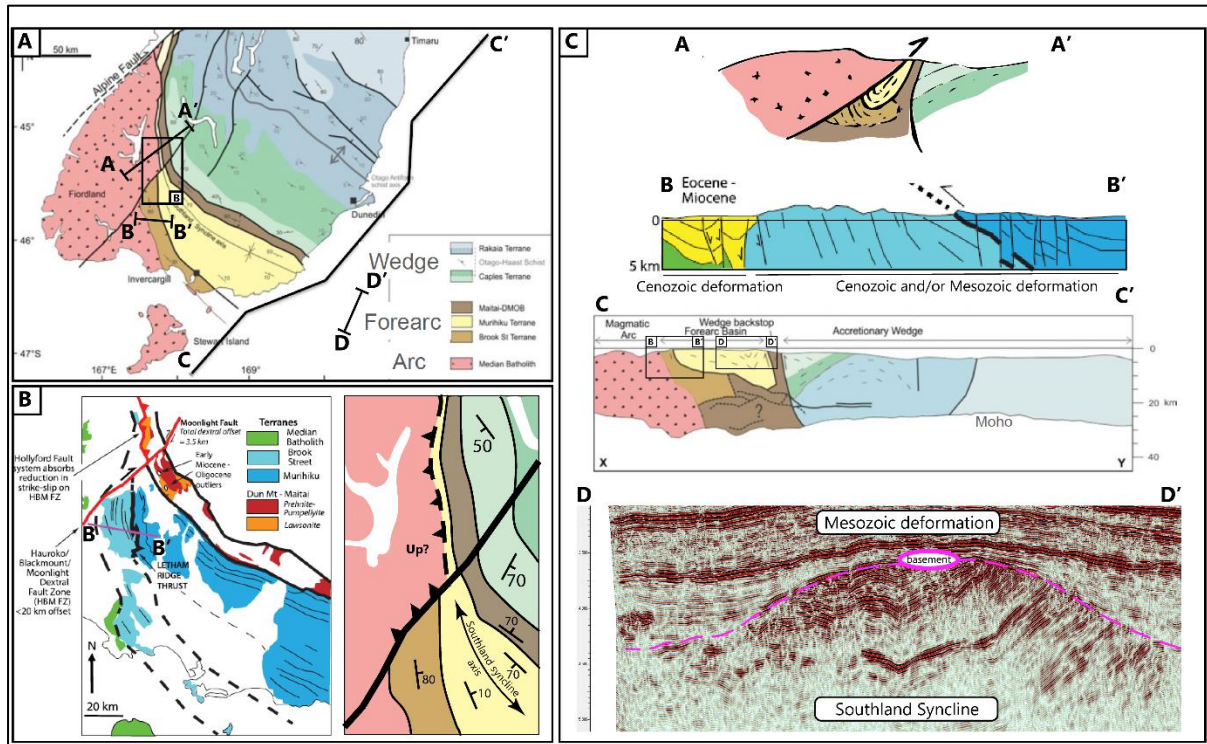 A
50 km
N
Alpine Fault
C'
80
Timaru
45°
A'
A
B
Fiordland
Otago Antiform
schist axis
Dunedin
B'
B'
Southland Syncline axis
46°
Invercargill
Stewart Island
47°S
167°E
169°
C
D'
D
Wedge
Rakaia Terrane
Otago-Haast Schist
Caples Terrane
Forearc
Maitai-DMOB
Murihiku Terrane
Brook St Terrane
Arc
Median Batholith
B
Moonlight Fault
Total dextral offset
= 3.5 km
Hollyford Fault
system absorbs
reduction in
strike-slip on
HBM FZ
Early
Miocene -
Oligocene
outliers
Terranes
Median
Batholith
Brook
Street
Murihiku
Dun Mt - Maitai
Prehnite-
Pumpellyite
Lawsonite
B
B'
Hauroko/
Blackmount/
Moonlight
Dextral
Fault Zone
(HBM FZ)
<20 km offset
LETHAM
RIDGE
THRUST
N
20 km
50
Up?
70
70
70
80
10
Southland syncline
axis
C
A
A'
B
Eocene -
Miocene
B'
0
5 km
Cenozoic deformation
Cenozoic and/or Mesozoic deformation
C
C'
Magmatic
Arc
Wedge backstop
Forearc Basin
Accretionary Wedge
B
B'
D
D'
0
20 km
40
?
Moho
X
Y
D
D'
Mesozoic deformation
basement
Southland Syncline